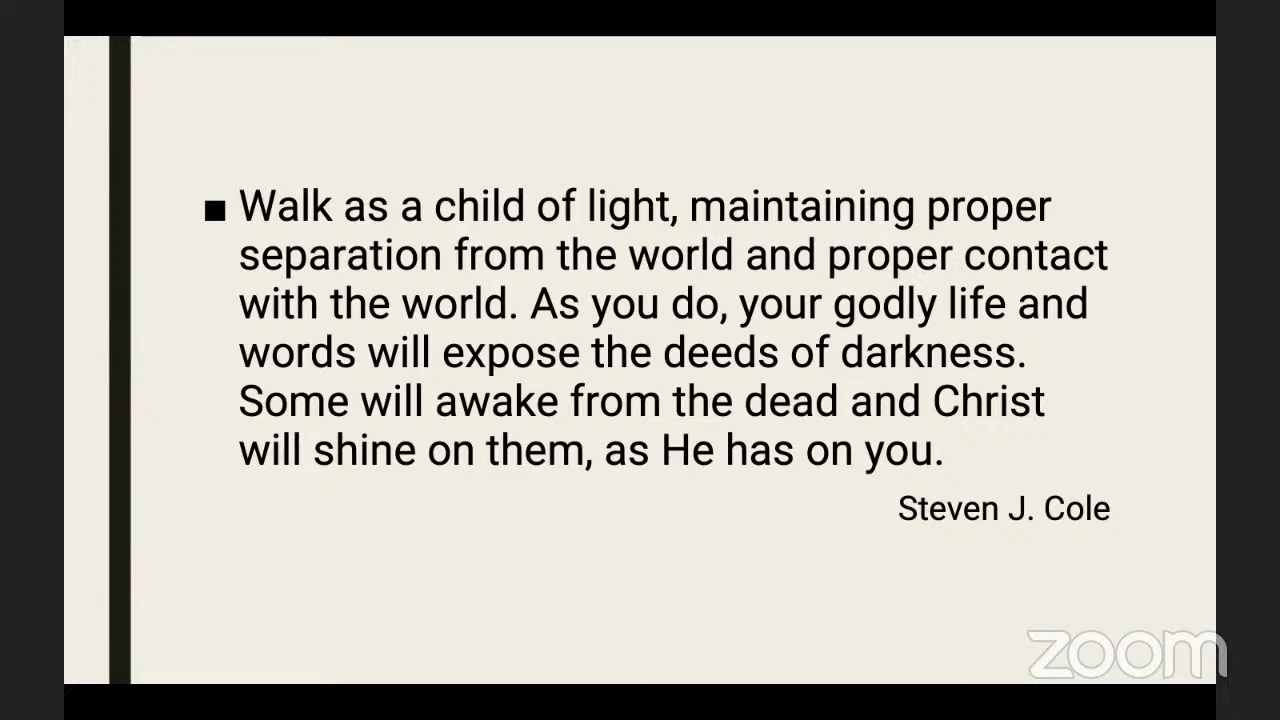 ■ Walk as a child of light, maintaining proper
separation from the world and proper contact
with the world. As you do, your godly life and
words will expose the deeds of darkness.
Some will awake from the dead and Christ
will shine on them, as He has on you.
Steven J. Cole
zoom